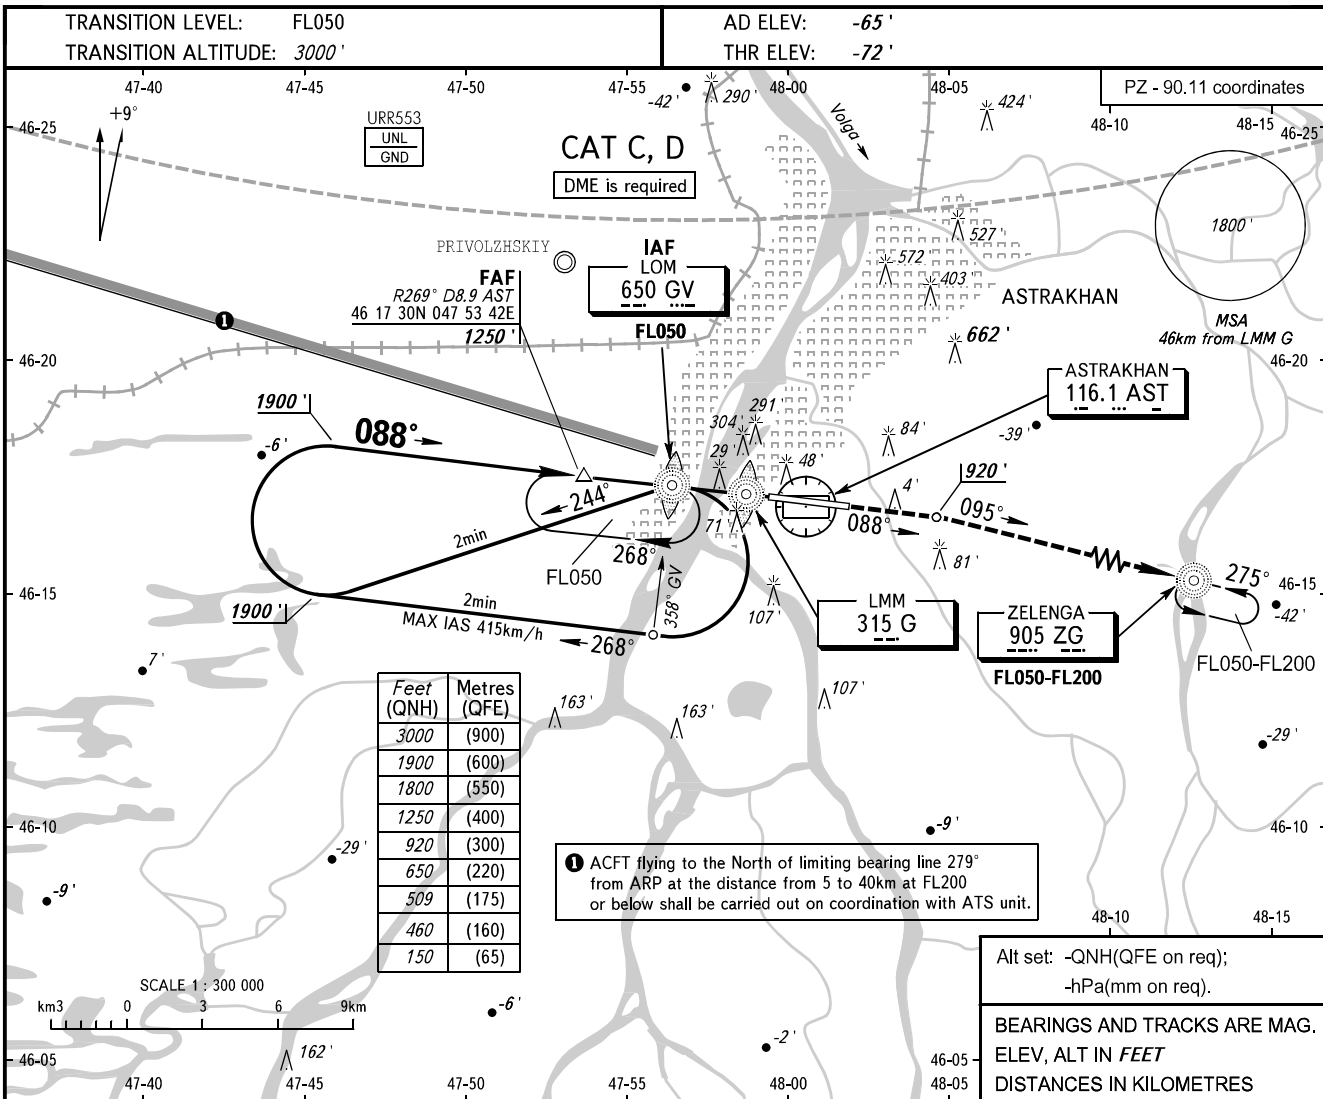 TRANSITION LEVEL: FL050
TRANSITION ALTITUDE: 3000'
AD ELEV: -65'
THR ELEV: -72'
47-40 47-45 47-50 47-55 48-00 48-05
PZ - 90.11 coordinates
48-10 48-15 46-25
46-25
+9°
URR553
UNL
GND
CAT C, D
DME is required
-42'
290'
Volga
424'
1800'
MSA
46km from LMM G
527'
572'
403'
ASTRAKHAN
662'
PRIVOLZHSKIY
FAF
R269° D8.9 AST
46 17 30N 047 53 42E
1250'
IAF
LOM
650 GV
FL050
1
46-20
46-20
ASTRAKHAN
116.1 AST
1900'
088°
-6'
304'
291'
29'
48'
84'
-39'
71'
4'
920'
244°
2min
268°
FL050
088°
095°
81'
275°
46-15
46-15
-42'
1900'
2min
MAX IAS 415km/h
268°
358° GV
107'
LMM
315 G
ZELENGA
905 ZG
FL050-FL200
FL050-FL200
7'
163'
163'
107'
-29'
Feet Metres
(QNH) (QFE)
3000 (900)
1900 (600)
1800 (550)
1250 (400)
920 (300)
650 (220)
509 (175)
460 (160)
150 (65)
46-10
46-10
-29'
-9'
-9'
1 ACFT flying to the North of limiting bearing line 279°
from ARP at the distance from 5 to 40km at FL200
or below shall be carried out on coordination with ATS unit.
48-10 48-15
SCALE 1 : 300 000
km3 0 3 6 9km
-6'
-2'
162'
46-05
46-05
47-40 47-45 47-50 47-55 48-00 48-05
Alt set: -QNH(QFE on req);
-hPa(mm on req).
BEARINGS AND TRACKS ARE MAG.
ELEV, ALT IN FEET
DISTANCES IN KILOMETRES